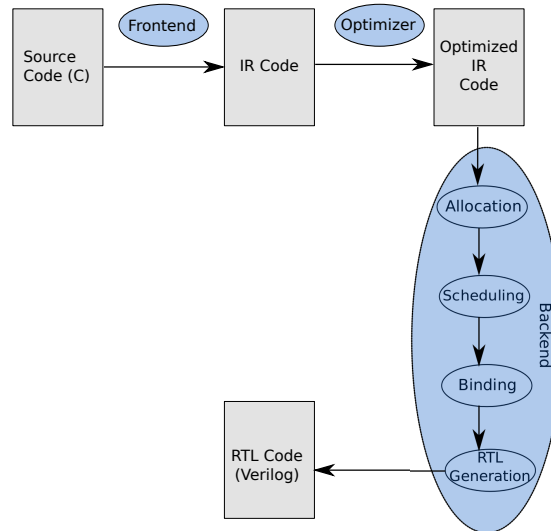 Frontend
Optimizer
Source
Code (C)
IR Code
Optimized
IR
Code
Allocation
Scheduling
Backend
Binding
RTL
Generation
RTL Code
(Verilog)